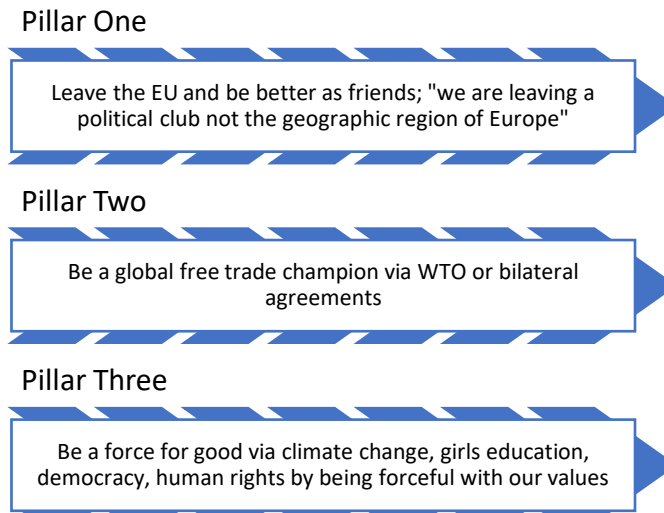 Pillar One
Leave the EU and be better as friends; "we are leaving a
political club not the geographic region of Europe"
Pillar Two
Be a global free trade champion via WTO or bilateral
agreements
Pillar Three
Be a force for good via climate change, girls education,
democracy, human rights by being forceful with our values